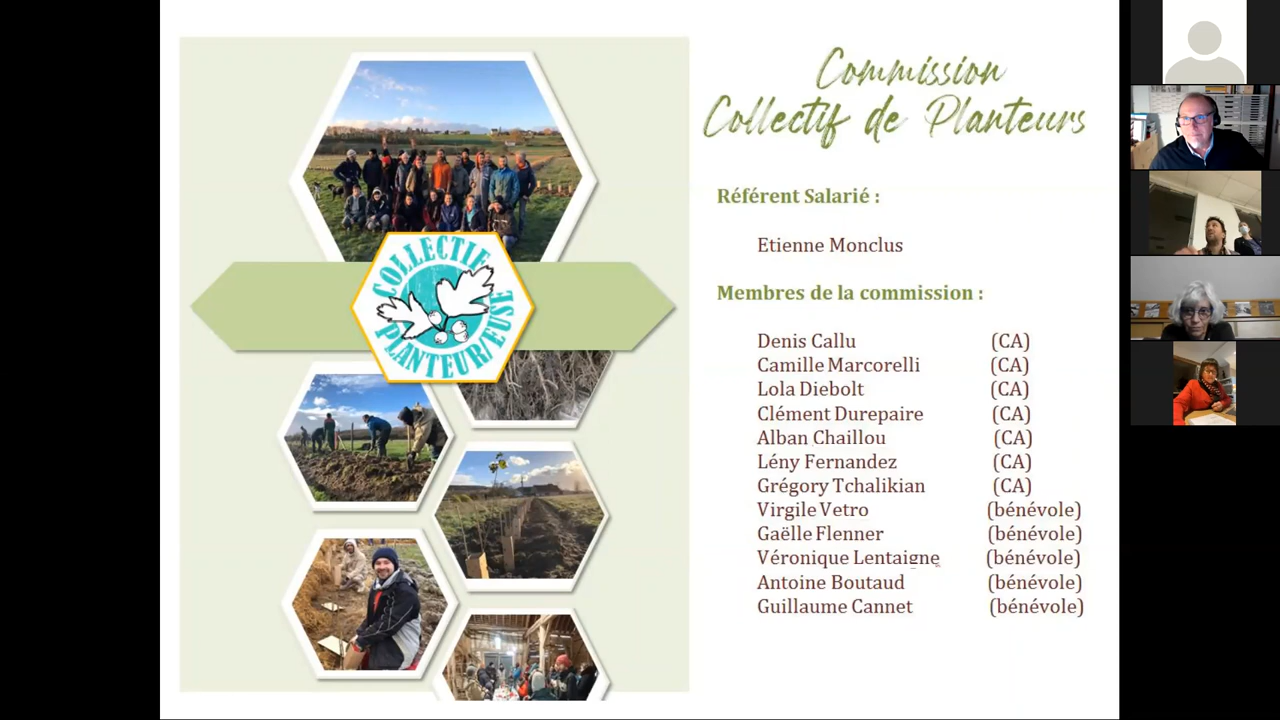 COLLECTIF
PLANTEUR/EUSE
Commission
Collectif de Planteurs
Référent Salarié :
Etienne Monclus
Membres de la commission :
Denis Callu (CA)
Camille Marcorelli (CA)
Lola Diebolt (CA)
Clément Durepaire (CA)
Alban Chaillou (CA)
Lény Fernandez (CA)
Grégory Tchalikian (CA)
Virgile Vetro (bénévole)
Gaëlle Flenner (bénévole)
Véronique Lentaigne (bénévole)
Antoine Boutaud (bénévole)
Guillaume Cannet (bénévole)